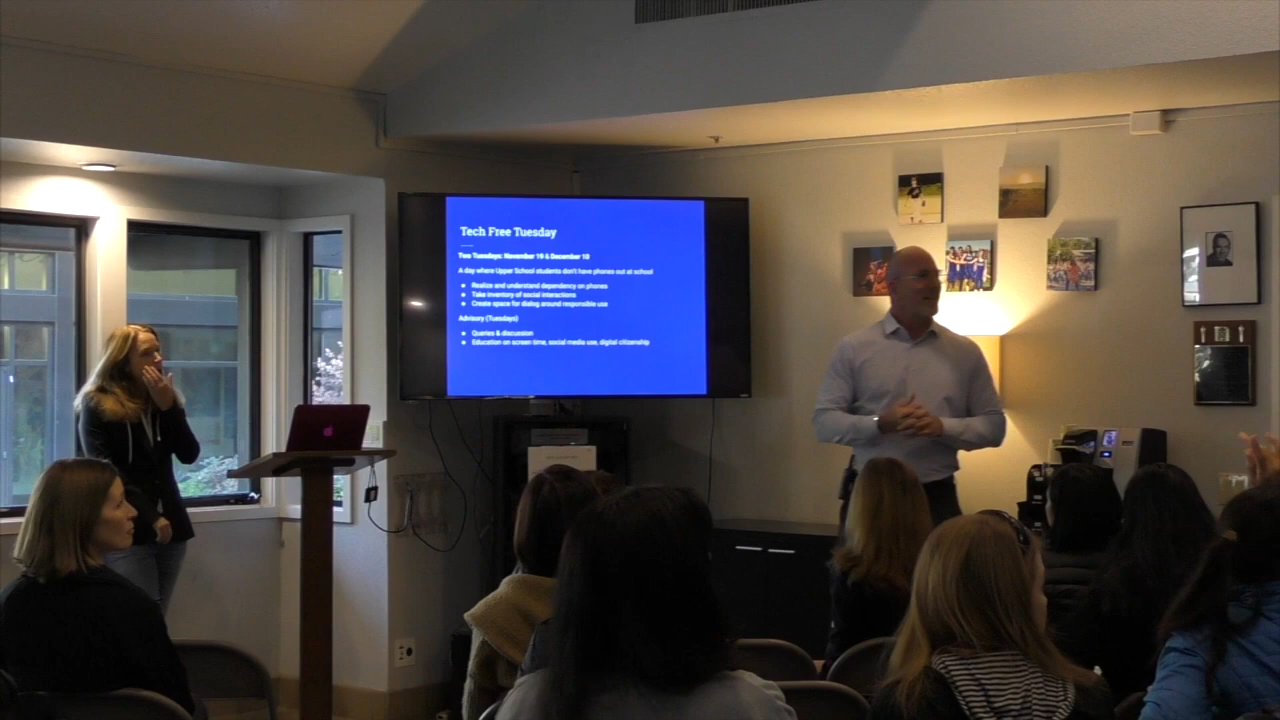 Tech Free Tuesday
Two Tuesdays: November 19 & December 10
A day where Upper School students don't have phones out at school
● Realize and understand dependency on phones
● Take inventory of social interactions
● Create space for dialog around responsible use
Advisory (Tuesdays)
● Queries & discussion
● Education on screen time, social media use, digital citizenship